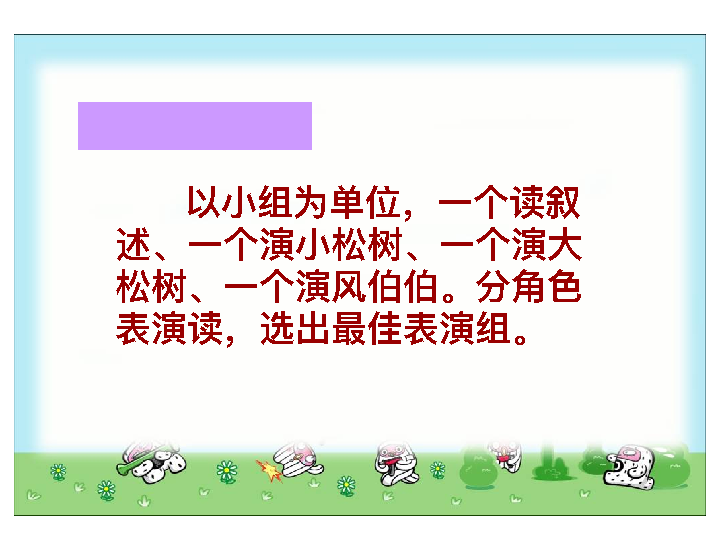 以小组为单位，一个读叙
述、一个演小松树、一个演大
松树、一个演风伯伯。分角色
表演读，选出最佳表演组。